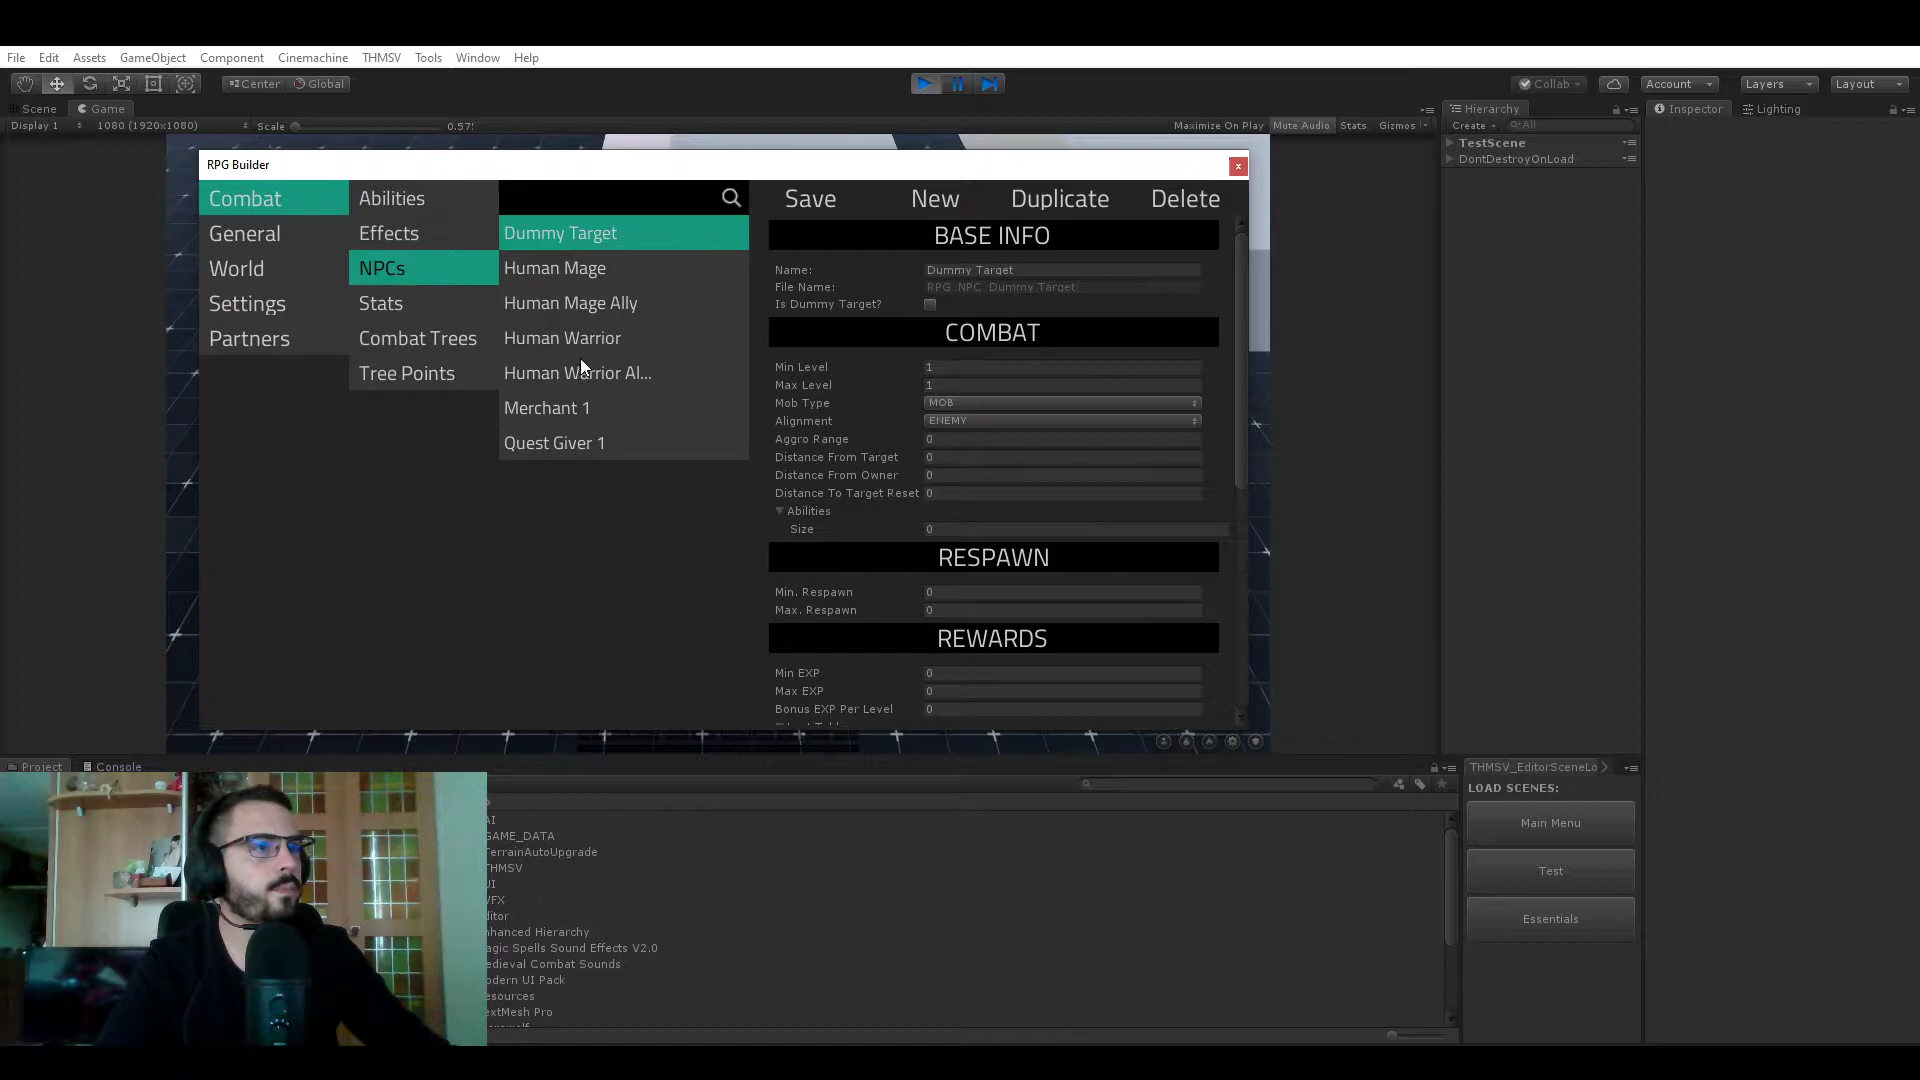 File Edit Assets GameObject Component Cinemachine THMSV Tools Window Help
Center Global
Collab Account Layers Layout
Scene Game
Hierarchy
Inspector Lighting
Display 1 1080 (1920x1080) Scale 0.57
Maximize On Play Mute Audio Stats Gizmos
Create All
TestScene
DontDestroyOnLoad
RPG Builder
Combat
General
World
Settings
Partners
Abilities
Effects
NPCs
Stats
Combat Trees
Tree Points
Dummy Target
Human Mage
Human Mage Ally
Human Warrior
Human Warrior Al...
Merchant 1
Quest Giver 1
Save New Duplicate Delete
BASE INFO
Name: Dummy Target
File Name: RPG NPC Dummy Target
Is Dummy Target?
COMBAT
Min Level 1
Max Level 1
Mob Type MOB
Alignment ENEMY
Aggro Range 0
Distance From Target 0
Distance From Owner 0
Distance To Target Reset 0
Abilities
Size 0
RESPAWN
Min. Respawn 0
Max. Respawn 0
REWARDS
Min EXP 0
Max EXP 0
Bonus EXP Per Level 0
Project Console
AI
GAME_DATA
TerrainAutoUpgrade
THMSV
UI
VFX
ditor
nhanced Hierarchy
agic Spells Sound Effects V2.0
edieval Combat Sounds
odern UI Pack
esources
extMesh Pro
THMSV_EditorSceneLo
LOAD SCENES:
Main Menu
Test
Essentials